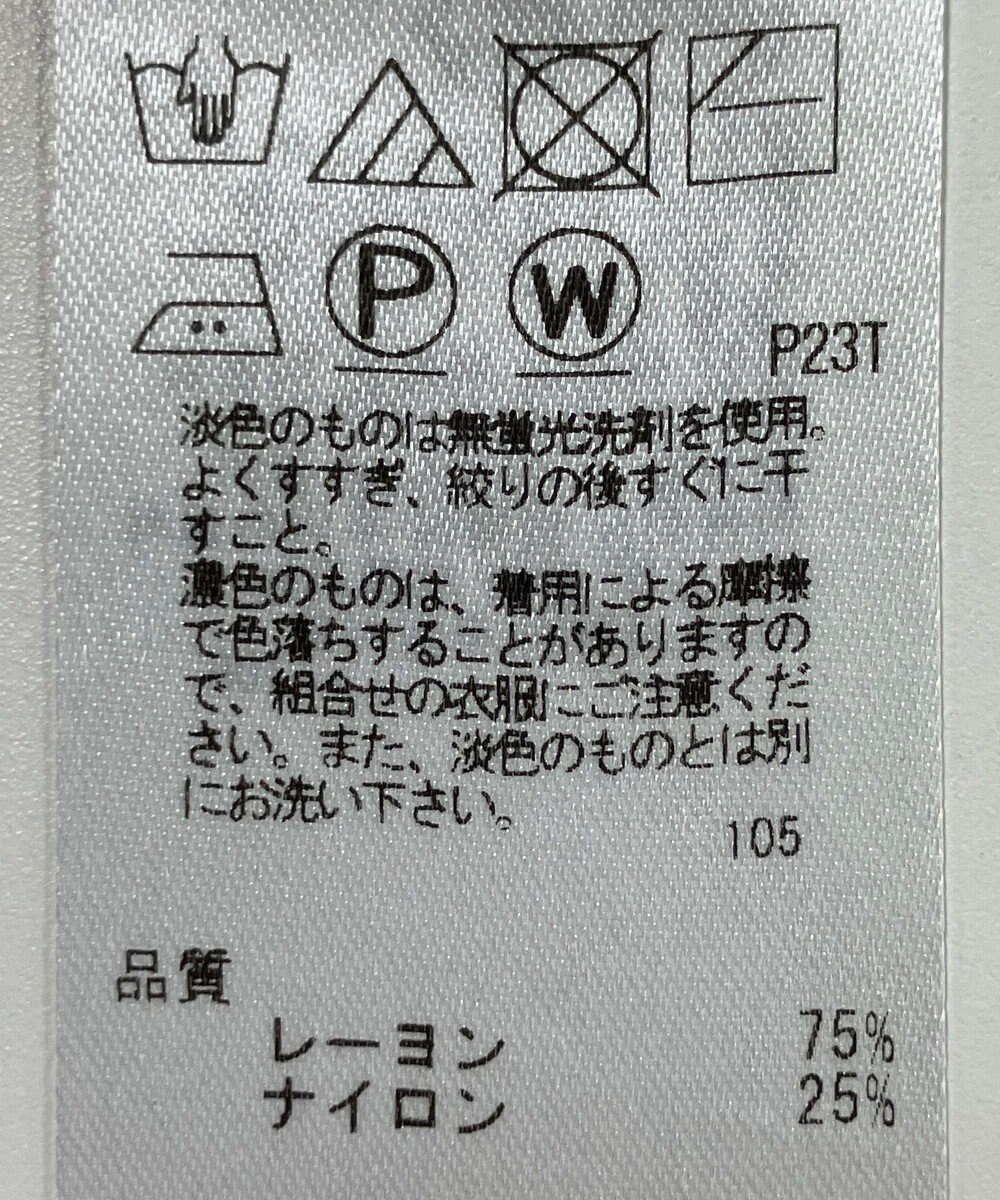 P W
P23T
淡色のものは無蛍光洗剤を使用。
よくすすぎ、絞りの後すぐに干
すこと。
濃色のものは、着用による摩擦
で色落ちすることがありますの
で、組合せの衣服にご注意くだ
さい。また、淡色のものとは別
にお洗い下さい。
105
品質
レーヨン 75%
ナイロン 25%